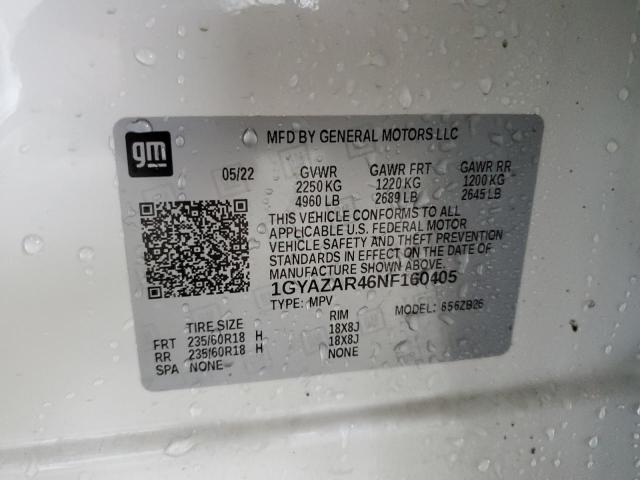 gm
MFD BY GENERAL MOTORS LLC
05/22 GVWR GAWR FRT GAWR RR
2250 KG 1220 KG 1200 KG
4960 LB 2689 LB 2645 LB
THIS VEHICLE CONFORMS TO ALL
APPLICABLE U.S. FEDERAL MOTOR
VEHICLE SAFETY AND THEFT PREVENTION
STANDARDS IN EFFECT ON THE DATE OF
MANUFACTURE SHOWN ABOVE.
1GYAZAR46NF160405
TYPE: MPV MODEL: 656ZB26
TIRE SIZE RIM
FRT 235/60R18 H 18X8J
RR 235/60R18 H 18X8J
SPA NONE NONE